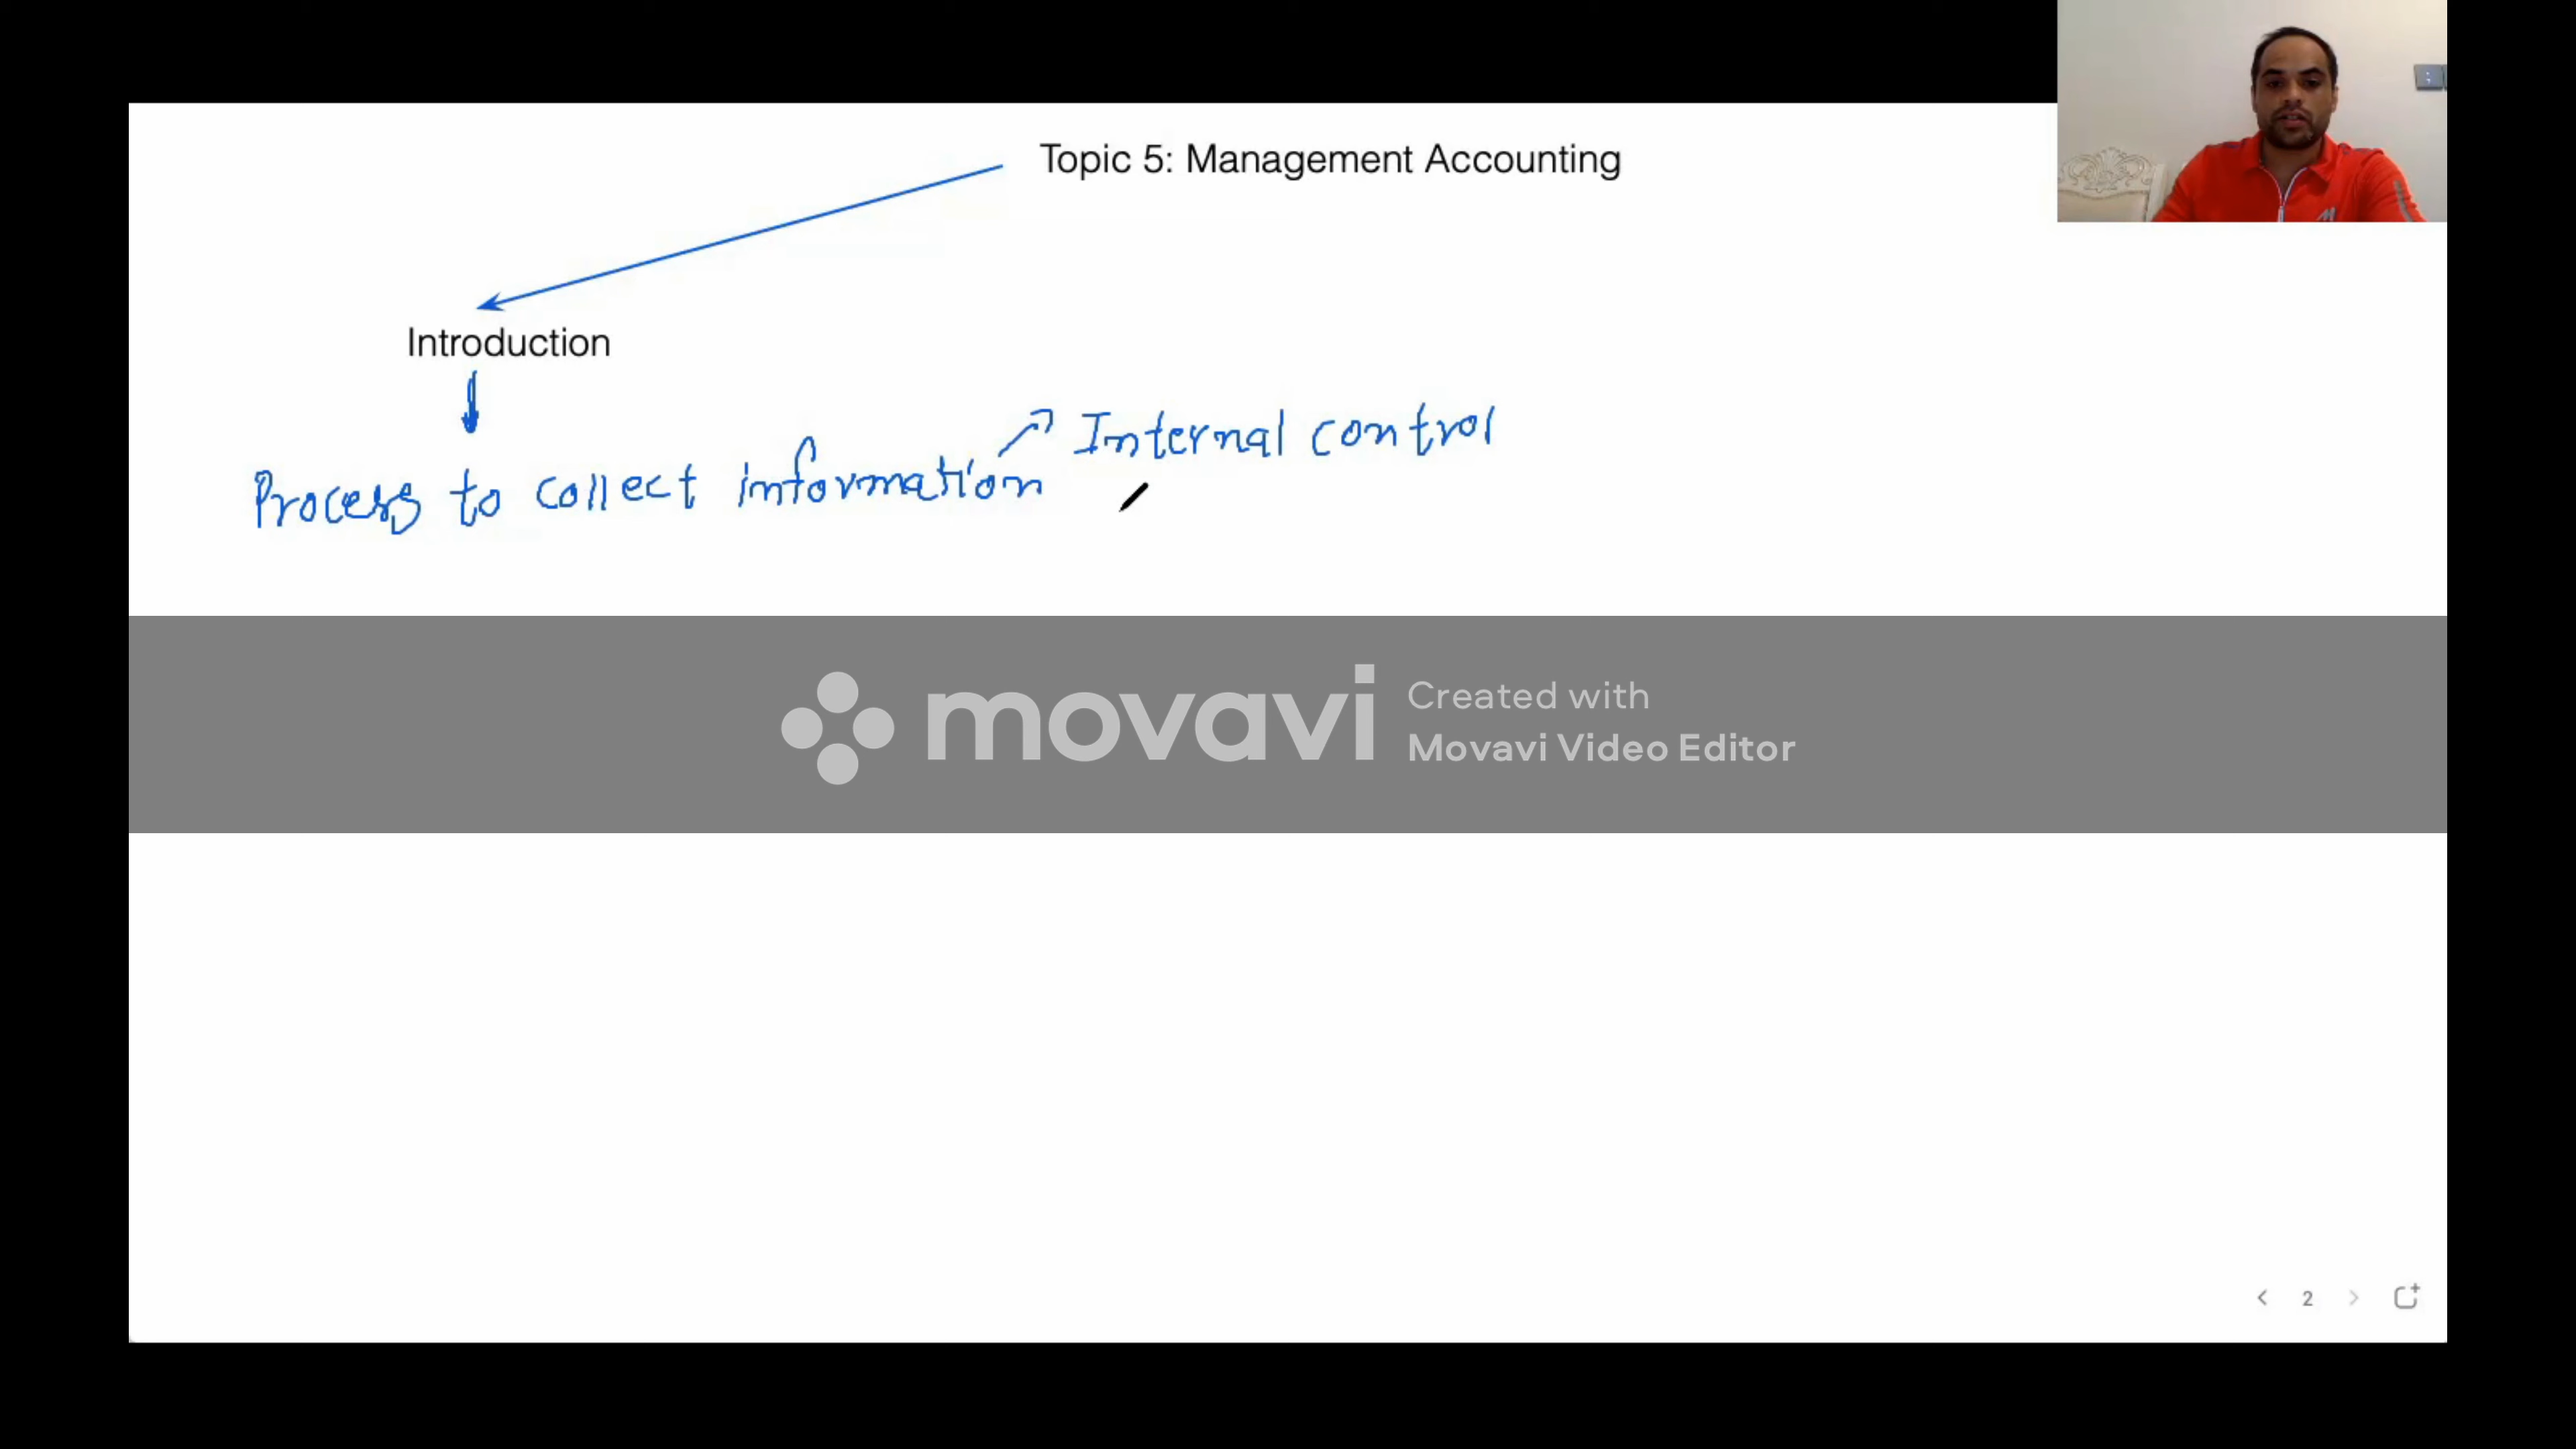 Topic 5: Management Accounting
Introduction
Internal control
Process to collect information
movavi
Created with
Movavi Video Editor
2